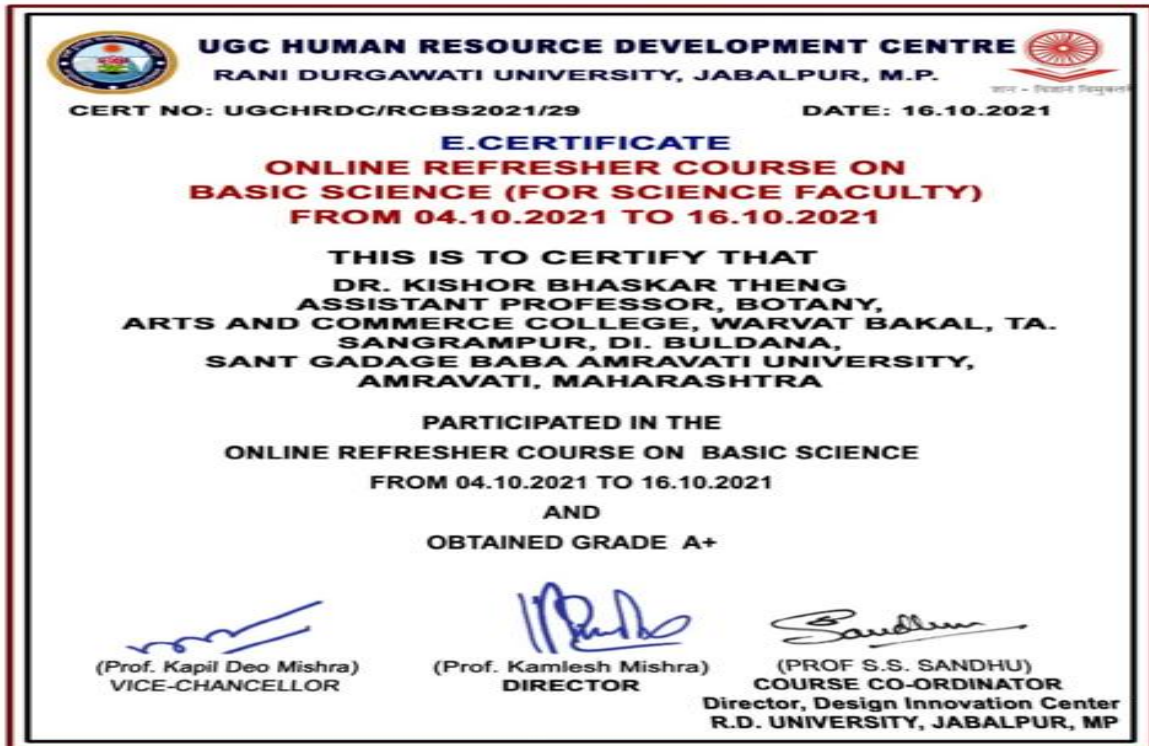 UGC HUMAN RESOURCE DEVELOPMENT CENTRE
RANI DURGAWATI UNIVERSITY, JABALPUR, M.P.
ज्ञान - विज्ञानं विमुक्तये
CERT NO: UGCHRDC/RCBS2021/29 DATE: 16.10.2021
E.CERTIFICATE
ONLINE REFRESHER COURSE ON
BASIC SCIENCE (FOR SCIENCE FACULTY)
FROM 04.10.2021 TO 16.10.2021
THIS IS TO CERTIFY THAT
DR. KISHOR BHASKAR THENG
ASSISTANT PROFESSOR, BOTANY,
ARTS AND COMMERCE COLLEGE, WARVAT BAKAL, TA.
SANGRAMPUR, DI. BULDANA,
SANT GADAGE BABA AMRAVATI UNIVERSITY,
AMRAVATI, MAHARASHTRA
PARTICIPATED IN THE
ONLINE REFRESHER COURSE ON BASIC SCIENCE
FROM 04.10.2021 TO 16.10.2021
AND
OBTAINED GRADE A+
Sandhu
(Prof. Kapil Deo Mishra) (Prof. Kamlesh Mishra) (PROF S.S. SANDHU)
VICE-CHANCELLOR DIRECTOR COURSE CO-ORDINATOR
Director, Design Innovation Center
R.D. UNIVERSITY, JABALPUR, MP